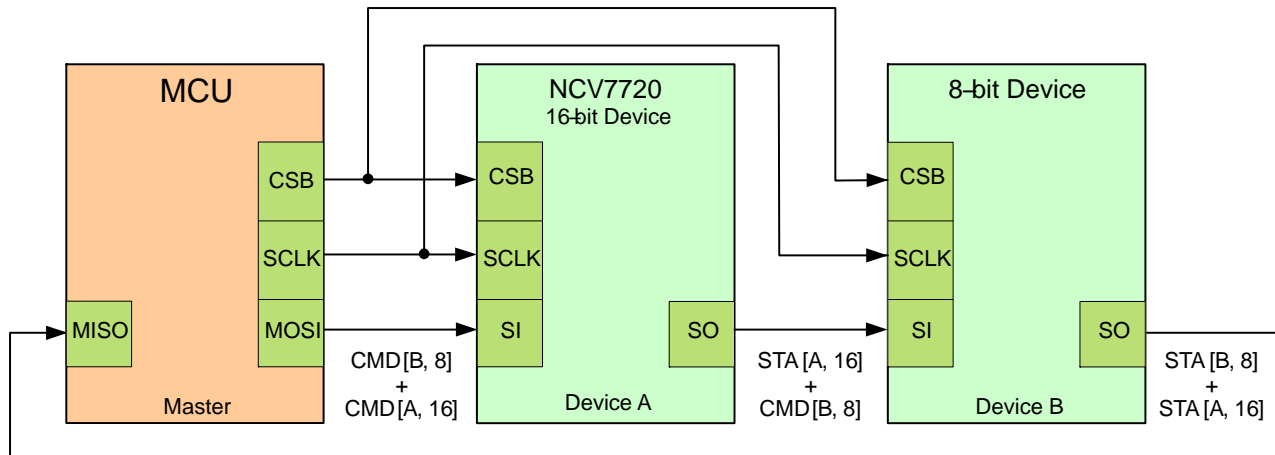 MCU
CSB
SCLK
MISO
MOSI
Master
CMD[B, 8]
+
CMD[A, 16]
NCV7720
16–bit Device
CSB
SCLK
SI
SO
Device A
STA[A, 16]
+
CMD[B, 8]
8–bit Device
CSB
SCLK
SI
SO
Device B
STA[B, 8]
+
STA[A, 16]